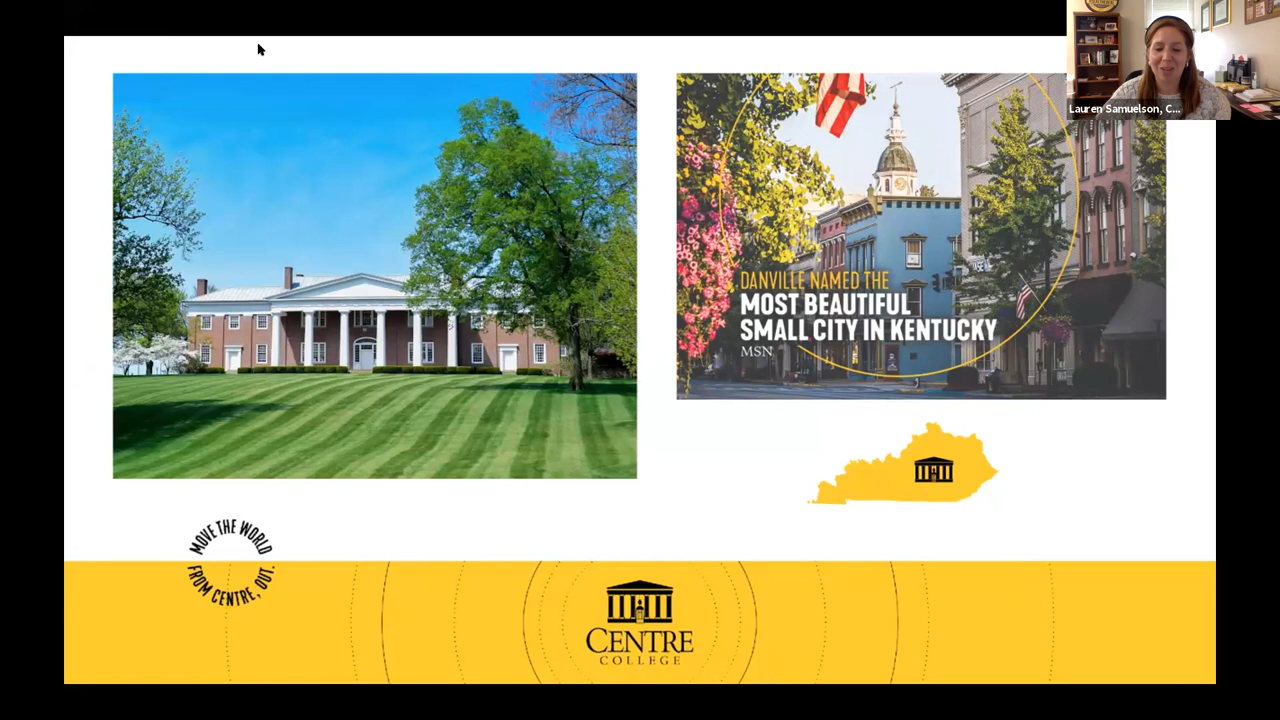 Lauren Samuelson, C...
DANVILLE NAMED THE
MOST BEAUTIFUL
SMALL CITY IN KENTUCKY
MSN
MOVE THE WORLD
FROM CENTRE, OUT.
CENTRE
COLLEGE